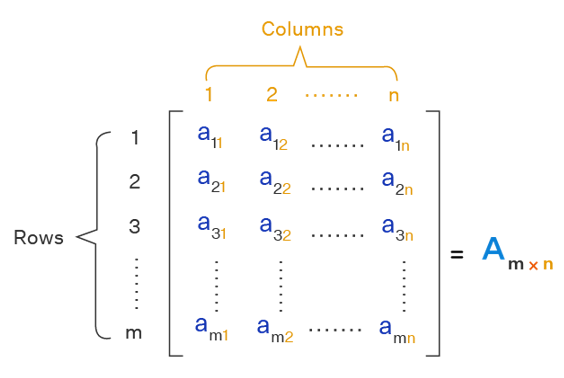 Columns
1 2 ....... n
1 a11 a12 ....... a1n
2 a21 a22 ....... a2n
3 a31 a32 ....... a3n
Rows
= Am × n
m am1 am2 ....... amn